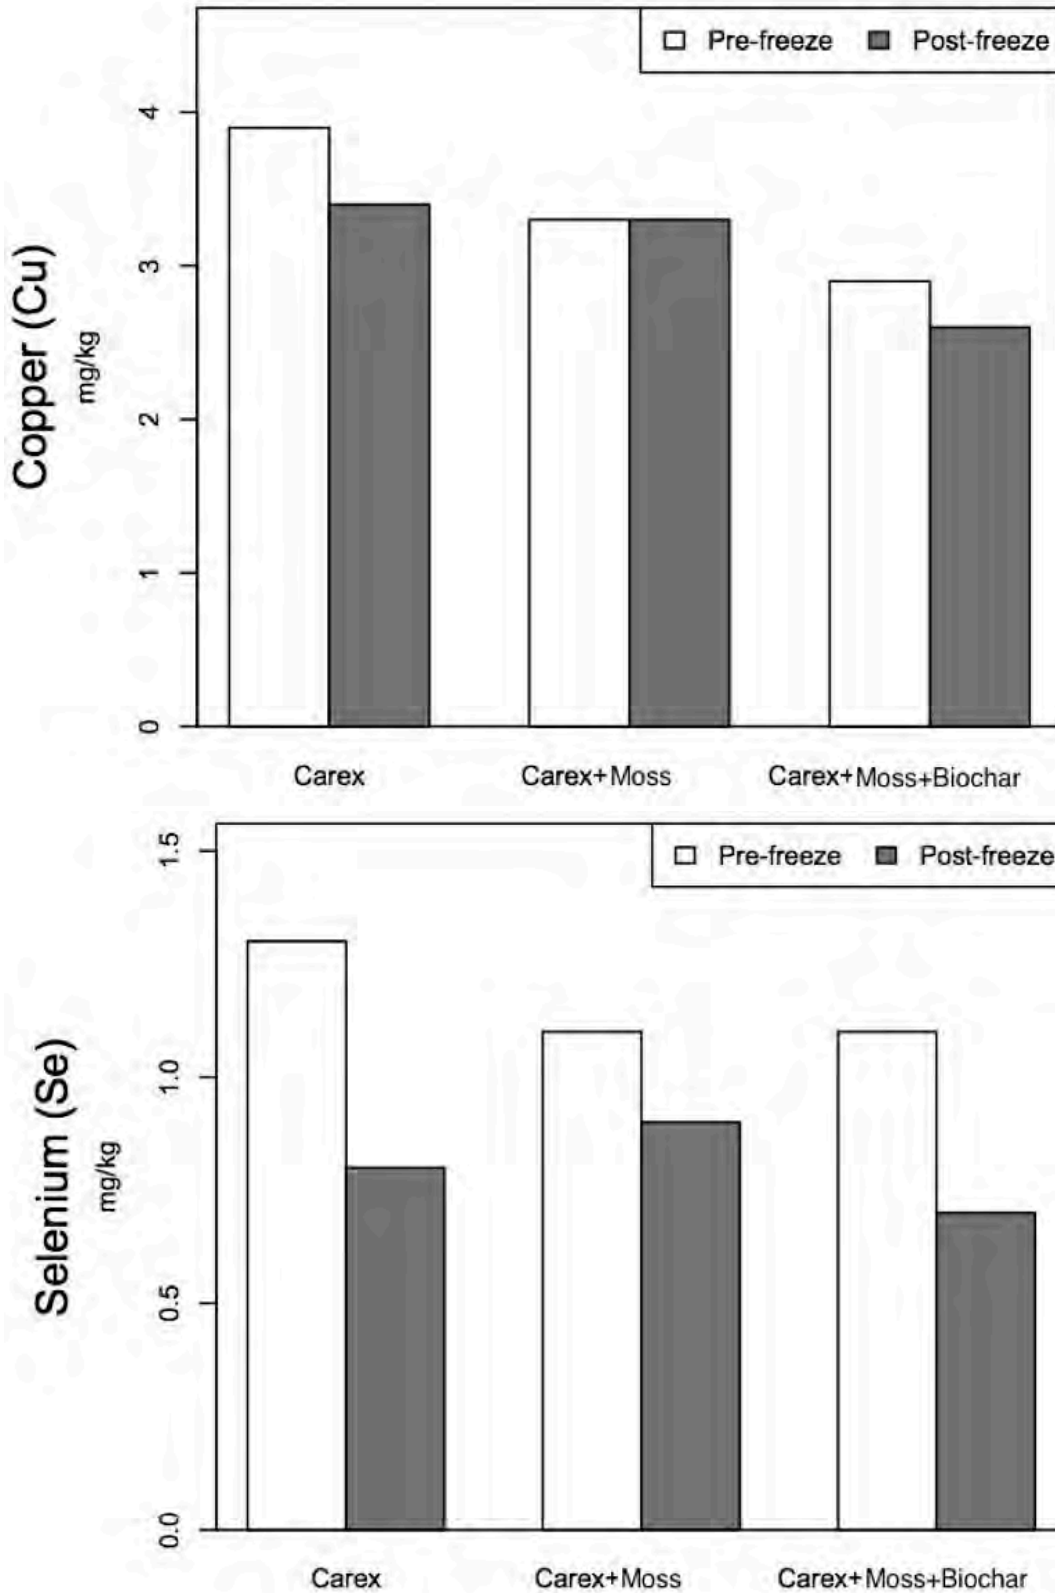 Pre-freeze Post-freeze
4
3
2
1
0
Copper (Cu)
mg/kg
Carex Carex+Moss Carex+Moss+Biochar
Pre-freeze Post-freeze
1.5
1.0
0.5
0.0
Selenium (Se)
mg/kg
Carex Carex+Moss Carex+Moss+Biochar